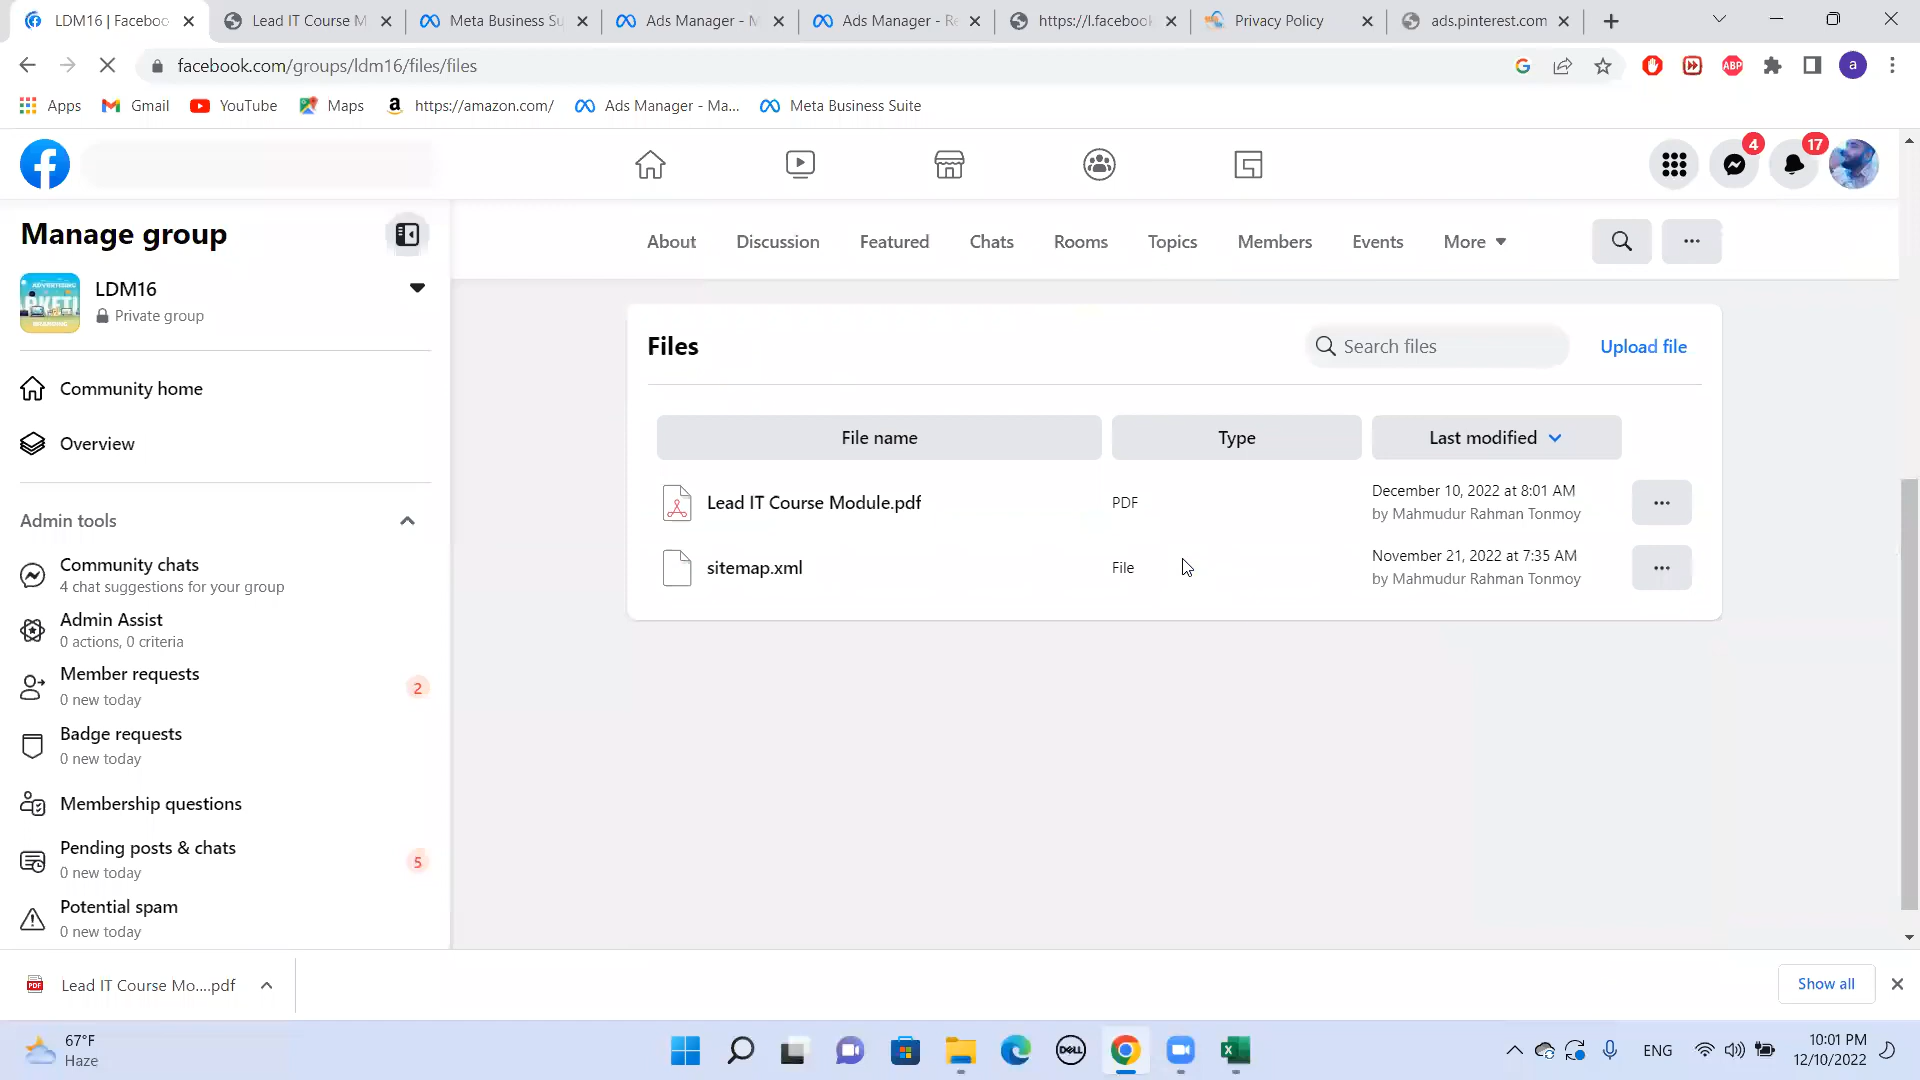 LDM16 | Faceboo
Lead IT Course M
Meta Business Su
Ads Manager - M
Ads Manager - Re
https://l.facebook
Privacy Policy
ads.pinterest.com
facebook.com/groups/ldm16/files/files
ABP
a
Apps
Gmail
YouTube
Maps
https://amazon.com/
Ads Manager - Ma...
Meta Business Suite
4
17
Manage group
About
Discussion
Featured
Chats
Rooms
Topics
Members
Events
More
LDM16
Private group
Files
Search files
Upload file
Community home
Overview
File name
Type
Last modified
Lead IT Course Module.pdf
PDF
December 10, 2022 at 8:01 AM
by Mahmudur Rahman Tonmoy
sitemap.xml
File
November 21, 2022 at 7:35 AM
by Mahmudur Rahman Tonmoy
Admin tools
Community chats
4 chat suggestions for your group
Admin Assist
0 actions, 0 criteria
Member requests
0 new today
2
Badge requests
0 new today
Membership questions
Pending posts & chats
0 new today
5
Potential spam
0 new today
PDF
Lead IT Course Mo....pdf
Show all
67°F
Haze
DELL
ENG
10:01 PM
12/10/2022